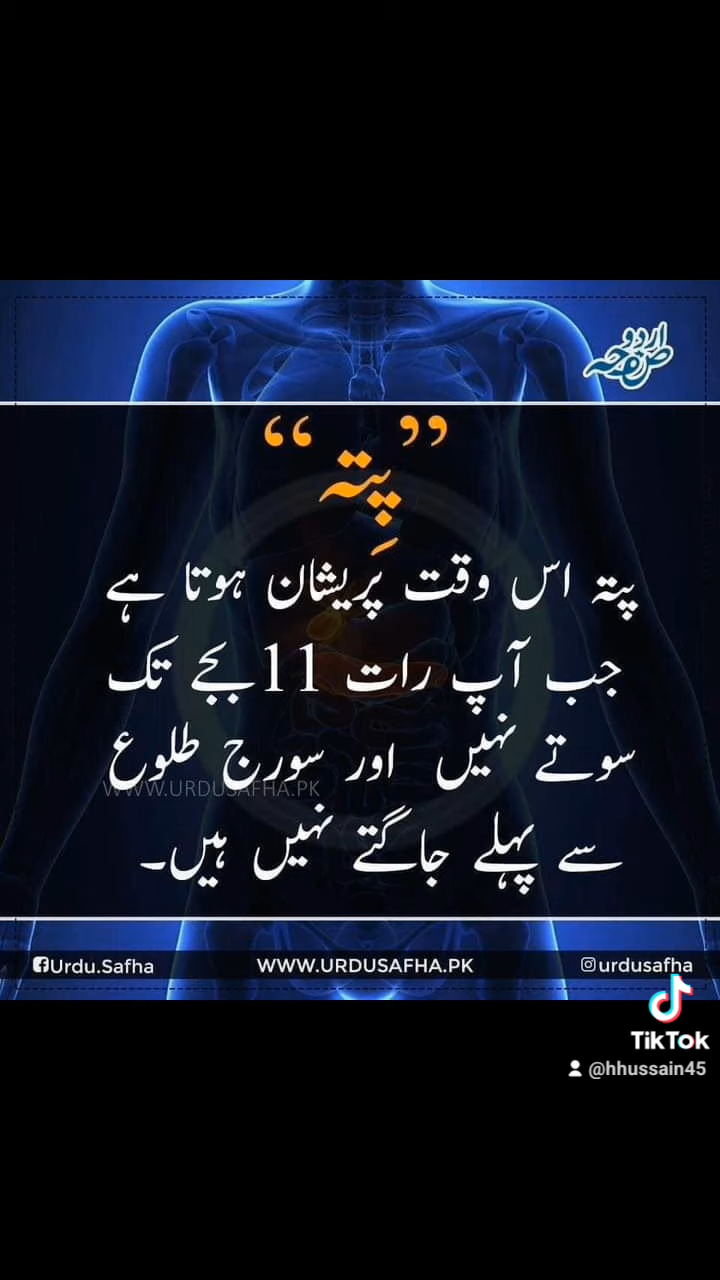 اردو صفحہ
”پِتہ“
پتہ اس وقت پریشان ہوتا ہے
جب آپ رات 11 بجے تک
سوتے نہیں اور سورج طلوع
WWW.URDUSAFHA.PK
سے پہلے جاگتے نہیں ہیں۔
Urdu.Safha
WWW.URDUSAFHA.PK
urdusafha
TikTok
@hhussain45